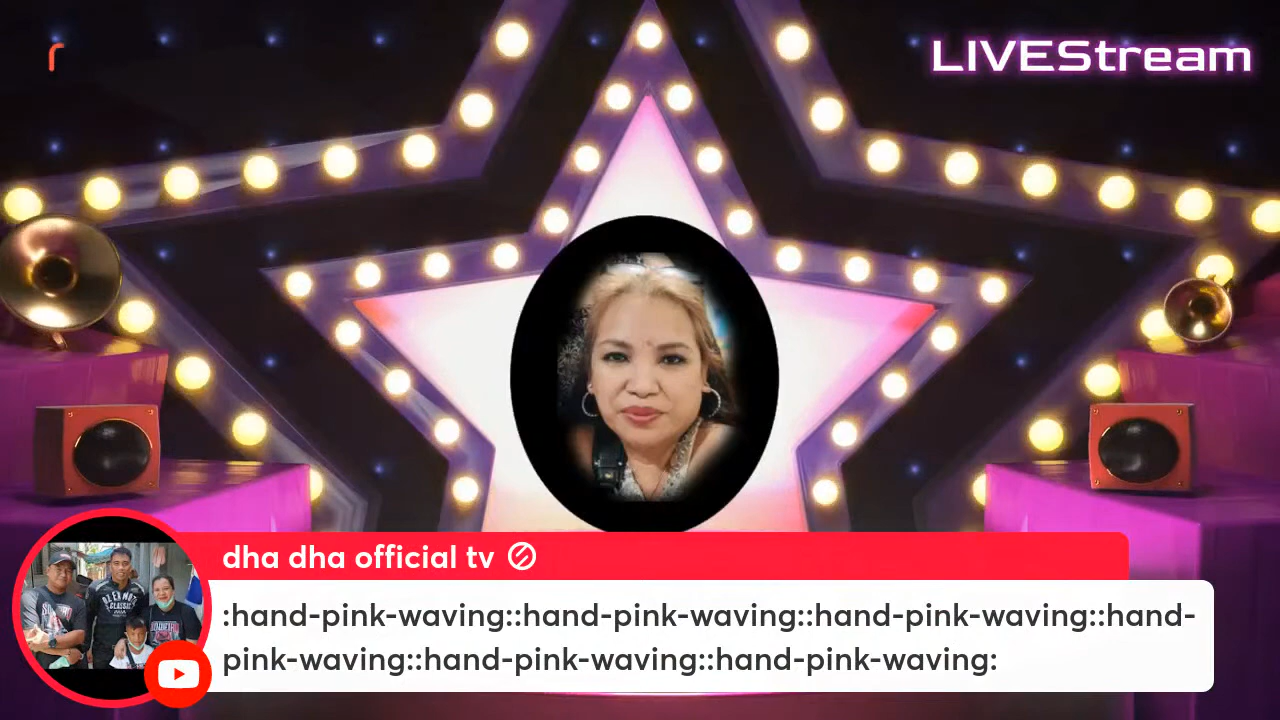 LIVEStream
dha dha official tv
:hand-pink-waving::hand-pink-waving::hand-pink-waving::hand-
pink-waving::hand-pink-waving::hand-pink-waving: